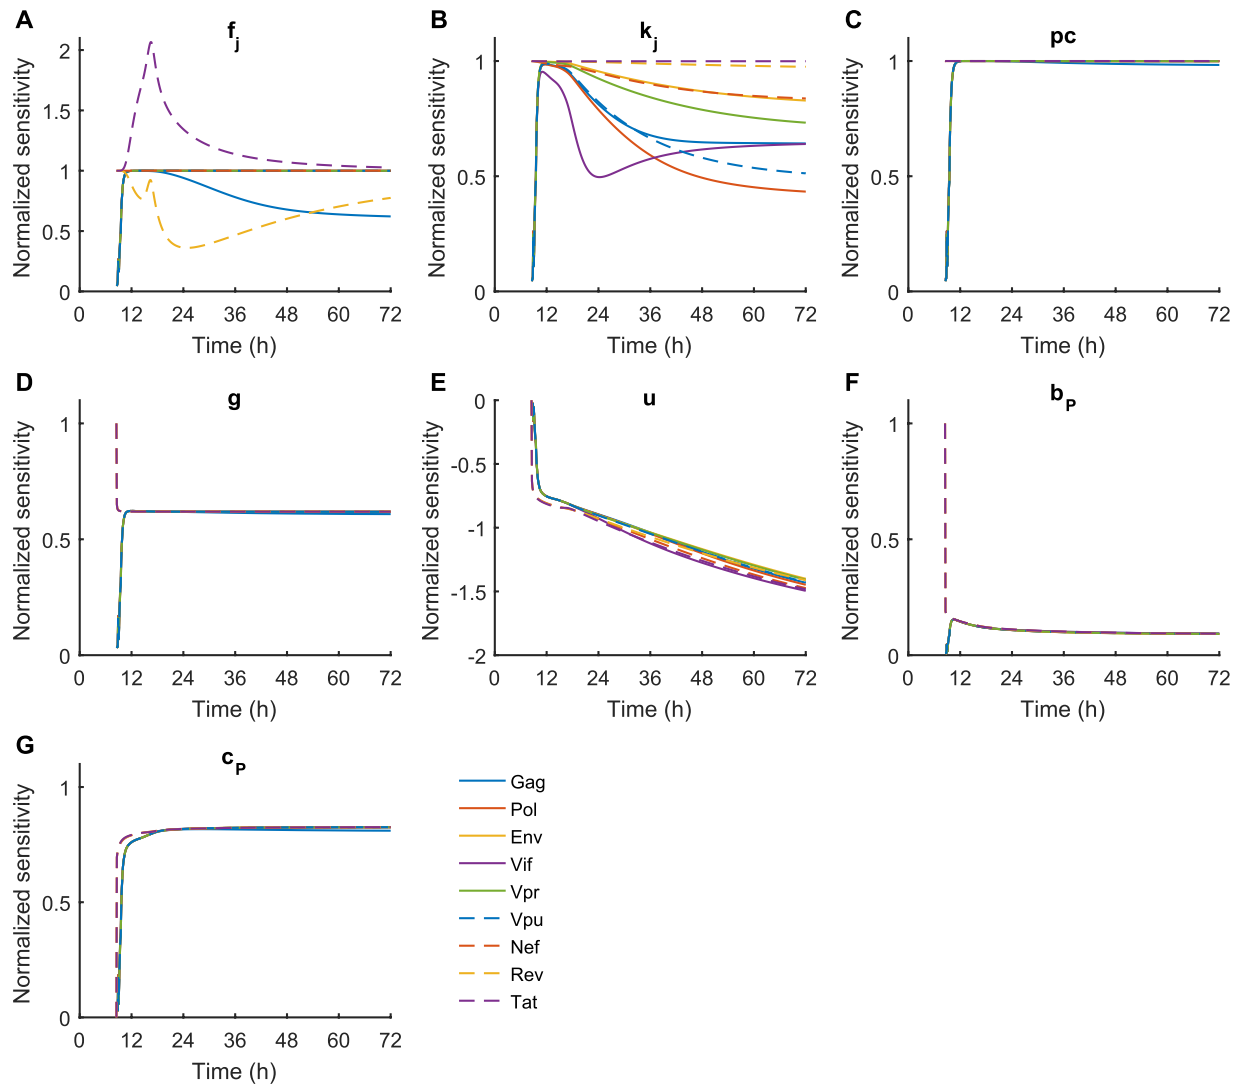 A
f_j
Normalized sensitivity
2
1.5
1
0.5
0
0 12 24 36 48 60 72
Time (h)
B
k_j
Normalized sensitivity
1
0.5
0
0 12 24 36 48 60 72
Time (h)
C
pc
Normalized sensitivity
1
0.5
0
0 12 24 36 48 60 72
Time (h)
D
g
Normalized sensitivity
1
0.5
0
0 12 24 36 48 60 72
Time (h)
E
u
Normalized sensitivity
0
-0.5
-1
-1.5
-2
0 12 24 36 48 60 72
Time (h)
F
b_P
Normalized sensitivity
1
0.5
0
0 12 24 36 48 60 72
Time (h)
G
c_P
Normalized sensitivity
1
0.5
0
0 12 24 36 48 60 72
Time (h)
Gag
Pol
Env
Vif
Vpr
Vpu
Nef
Rev
Tat